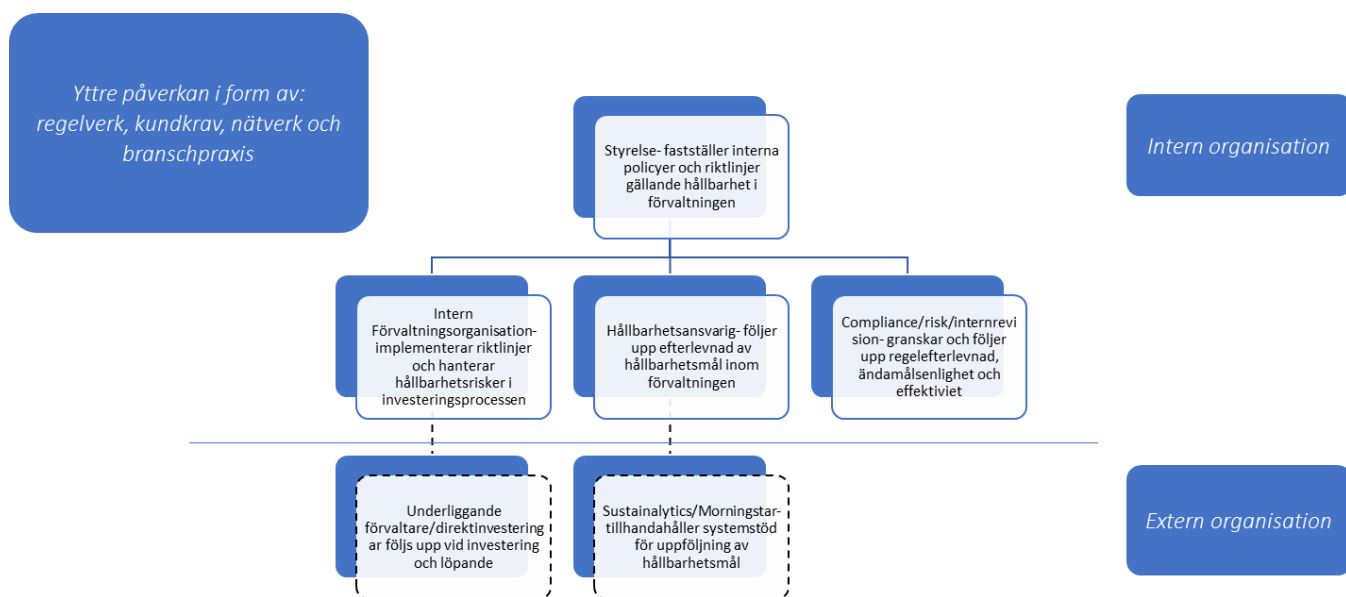 Yttre påverkan i form av:
regelverk, kundkrav, nätverk och
branschpraxis
Styrelse- fastställer interna
policyer och riktlinjer
gällande hållbarhet i
förvaltningen
Intern organisation
Intern
Förvaltningsorganisation-
implementerar riktlinjer
och hanterar
hållbarhetsrisker i
investeringsprocessen
Hållbarhetsansvarig- följer
upp efterlevnad av
hållbarhetsmål inom
förvaltningen
Compliance/risk/internrevi
sion- granskar och följer
upp regelefterlevnad,
ändamålsenlighet och
effektiviet
Underliggande
förvaltare/direktinvestering
ar följs upp vid investering
och löpande
Sustainalytics/Morningstar-
tillhandahåller systemstöd
för uppföljning av
hållbarhetsmål
Extern organisation